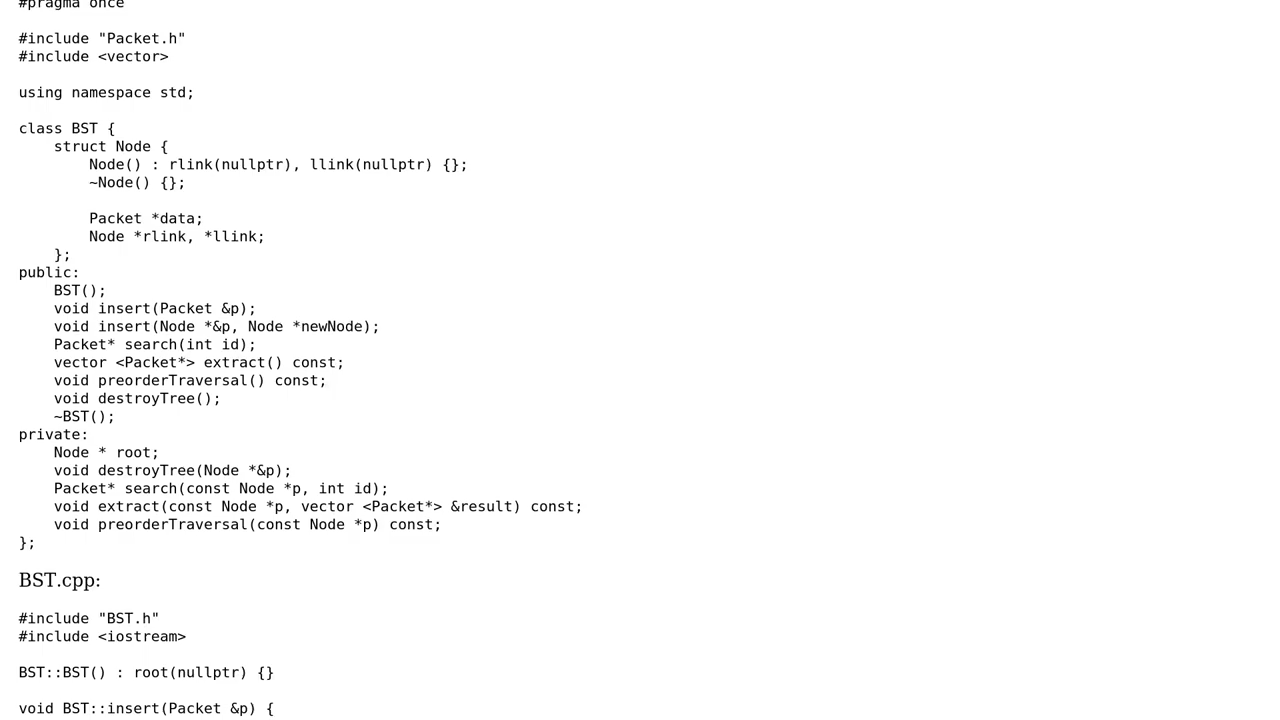 #pragma once
#include "Packet.h"
#include <vector>
using namespace std;
class BST {
    struct Node {
        Node() : rlink(nullptr), llink(nullptr) {};
        ~Node() {};
        Packet *data;
        Node *rlink, *llink;
    };
public:
    BST();
    void insert(Packet &p);
    void insert(Node *&p, Node *newNode);
    Packet* search(int id);
    vector <Packet*> extract() const;
    void preorderTraversal() const;
    void destroyTree();
    ~BST();
private:
    Node * root;
    void destroyTree(Node *&p);
    Packet* search(const Node *p, int id);
    void extract(const Node *p, vector <Packet*> &result) const;
    void preorderTraversal(const Node *p) const;
};
BST.cpp:
#include "BST.h"
#include <iostream>
BST::BST() : root(nullptr) {}
void BST::insert(Packet &p) {